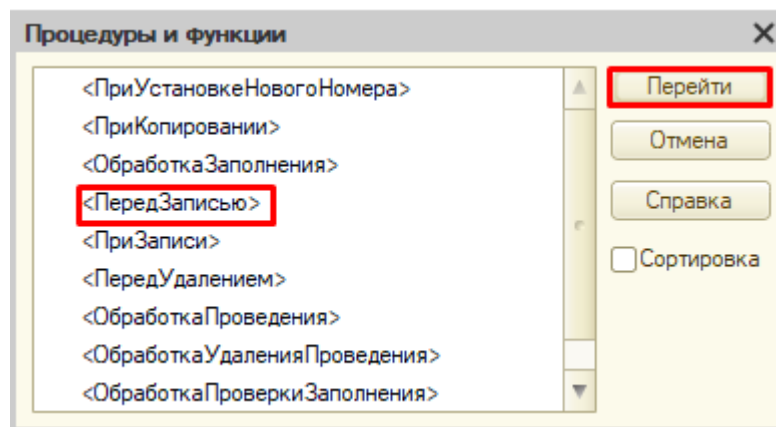 Процедуры и функции
<ПриУстановкеНовогоНомера>
<ПриКопировании>
<ОбработкаЗаполнения>
<ПередЗаписью>
<ПриЗаписи>
<ПередУдалением>
<ОбработкаПроведения>
<ОбработкаУдаленияПроведения>
<ОбработкаПроверкиЗаполнения>
Перейти
Отмена
Справка
Сортировка